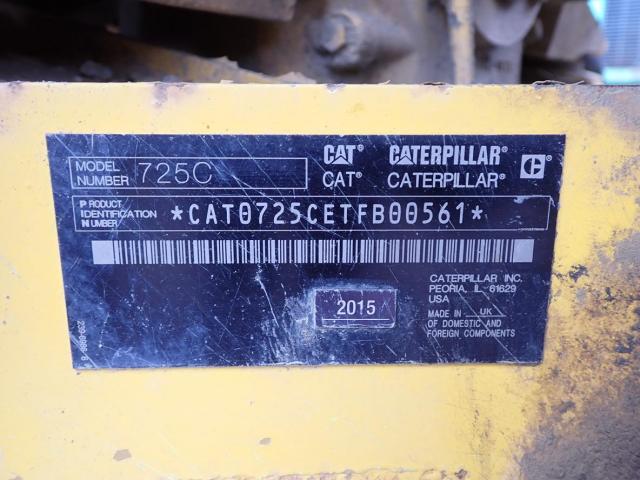 MODEL NUMBER 725C
CAT® CATERPILLAR®
CAT® CATERPILLAR®
C
PRODUCT
IDENTIFICATION
NUMBER
*CAT0725CETFB00561*
CATERPILLAR INC.
PEORIA, IL 61629
USA
2015
MADE IN UK
OF DOMESTIC AND
FOREIGN COMPONENTS